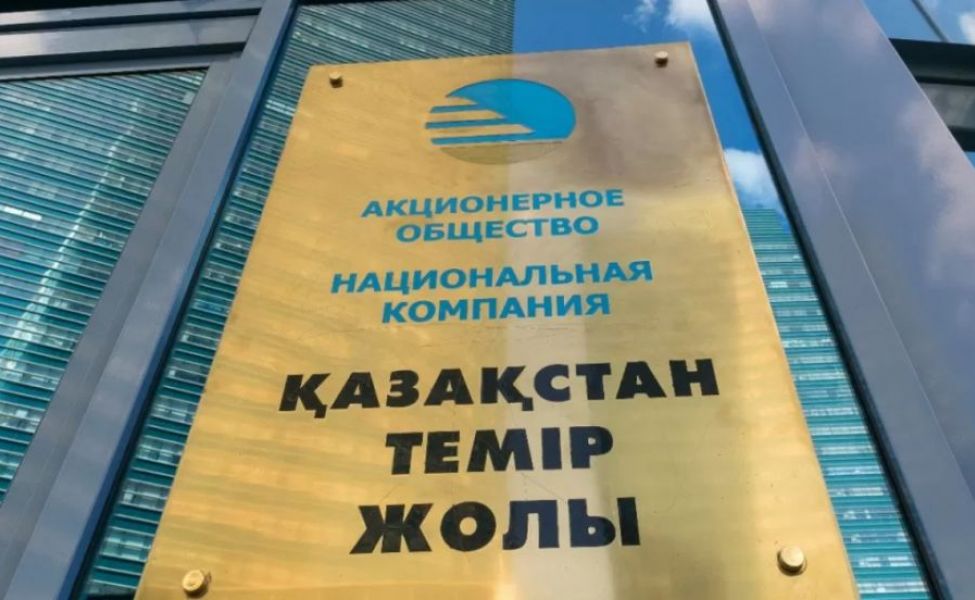 АКЦИОНЕРНОЕ
ОБЩЕСТВО
НАЦИОНАЛЬНАЯ
КОМПАНИЯ
ҚАЗАҚСТАН
ТЕМІР
ЖОЛЫ